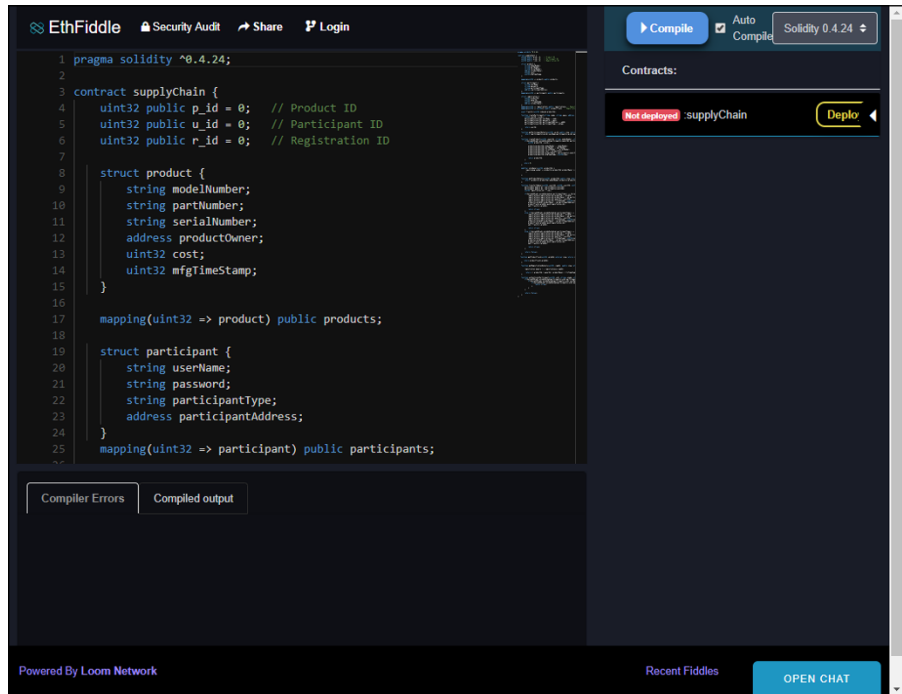 EthFiddle Security Audit Share Login
Compile Auto Compile Solidity 0.4.24
1 pragma solidity ^0.4.24;
2
3 contract supplyChain {
4 uint32 public p_id = 0; // Product ID
5 uint32 public u_id = 0; // Participant ID
6 uint32 public r_id = 0; // Registration ID
7
8 struct product {
9 string modelNumber;
10 string partNumber;
11 string serialNumber;
12 address productOwner;
13 uint32 cost;
14 uint32 mfgTimeStamp;
15 }
16
17 mapping(uint32 => product) public products;
18
19 struct participant {
20 string userName;
21 string password;
22 string participantType;
23 address participantAddress;
24 }
25 mapping(uint32 => participant) public participants;
Contracts:
Not deployed :supplyChain Deplo
Compiler Errors Compiled output
Powered By Loom Network
Recent Fiddles
OPEN CHAT